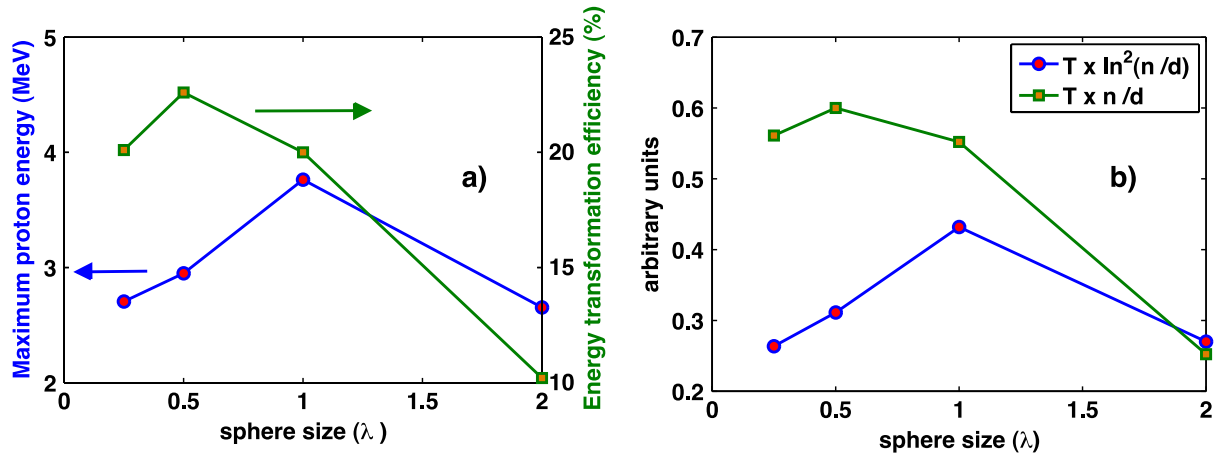 Maximum proton energy (MeV)
5
4
3
2
0
0.5
1
1.5
2
sphere size (λ )
a)
25
20
15
10
Energy transformation efficiency (%)
arbitrary units
0.7
0.6
0.5
0.4
0.3
0.2
0
0.5
1
1.5
2
sphere size (λ)
T x ln²(n /d)
T x n /d
b)